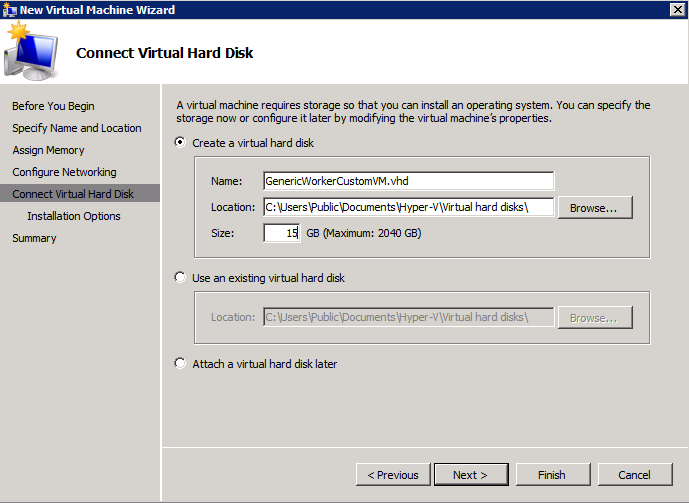 New Virtual Machine Wizard
Connect Virtual Hard Disk
Before You Begin
Specify Name and Location
Assign Memory
Configure Networking
Connect Virtual Hard Disk
Installation Options
Summary
A virtual machine requires storage so that you can install an operating system. You can specify the
storage now or configure it later by modifying the virtual machine's properties.
Create a virtual hard disk
Name: GenericWorkerCustomVM.vhd
Location: C:\Users\Public\Documents\Hyper-V\Virtual hard disks\ Browse...
Size: 15 GB (Maximum: 2040 GB)
Use an existing virtual hard disk
Location: C:\Users\Public\Documents\Hyper-V\Virtual hard disks\ Browse...
Attach a virtual hard disk later
< Previous Next > Finish Cancel